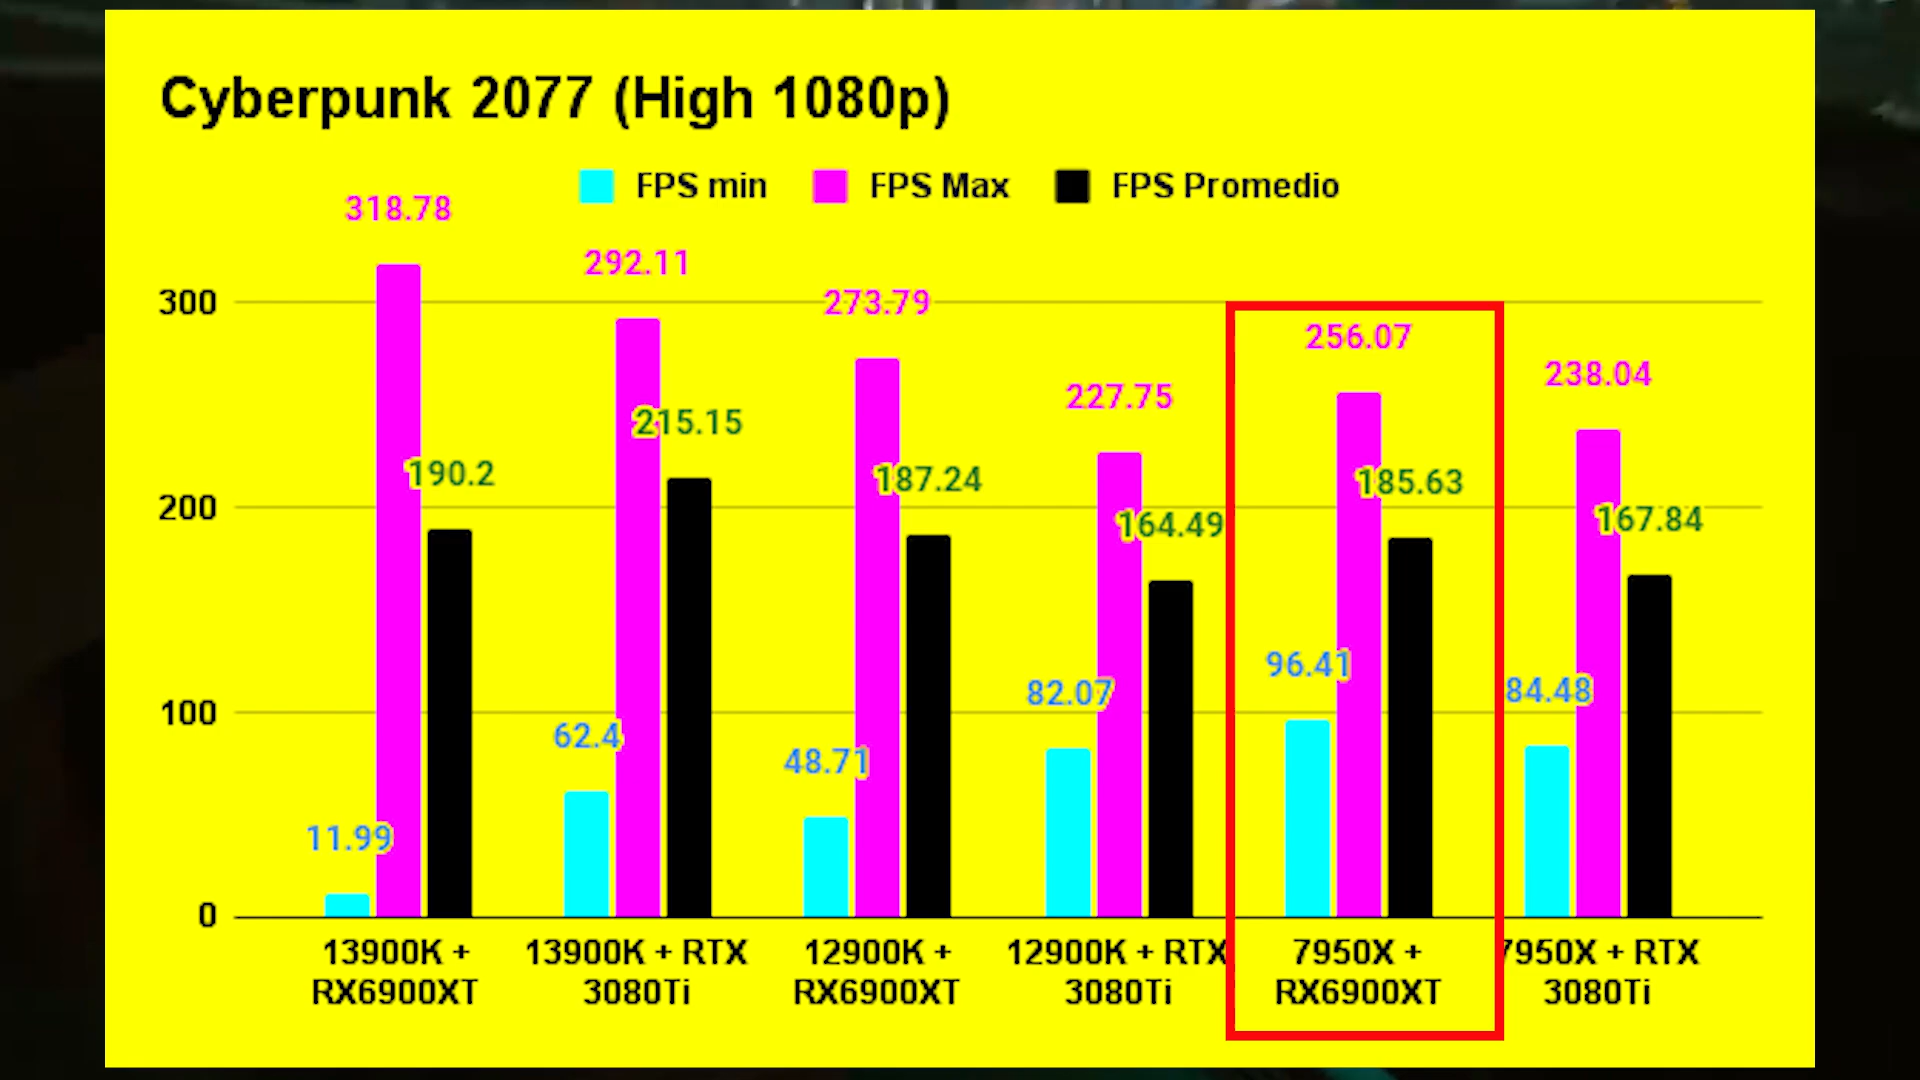 Cyberpunk 2077 (High 1080p)
FPS min FPS Max FPS Promedio
318.78
292.11
273.79
256.07
238.04
227.75
215.15
190.2
187.24
185.63
164.49
167.84
96.41
82.07
84.48
62.4
48.71
11.99
300
200
100
0
13900K +
RX6900XT
13900K + RTX
3080Ti
12900K +
RX6900XT
12900K + RTX
3080Ti
7950X +
RX6900XT
7950X + RTX
3080Ti